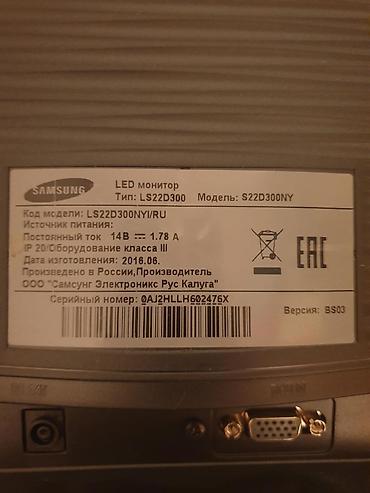 SAMSUNG
LED монитор
Тип: LS22D300 Модель: S22D300NY
Код модели: LS22D300NYI/RU
Источник питания:
Постоянный ток 14В 1.78 А
IP 20/Оборудование класса III
Дата изготовления: 2016.06.
Произведено в России,Производитель
ООО "Самсунг Электроникс Рус Калуга"
EAC
Серийный номер: 0AJ2HLLH602476X
Версия: BS03